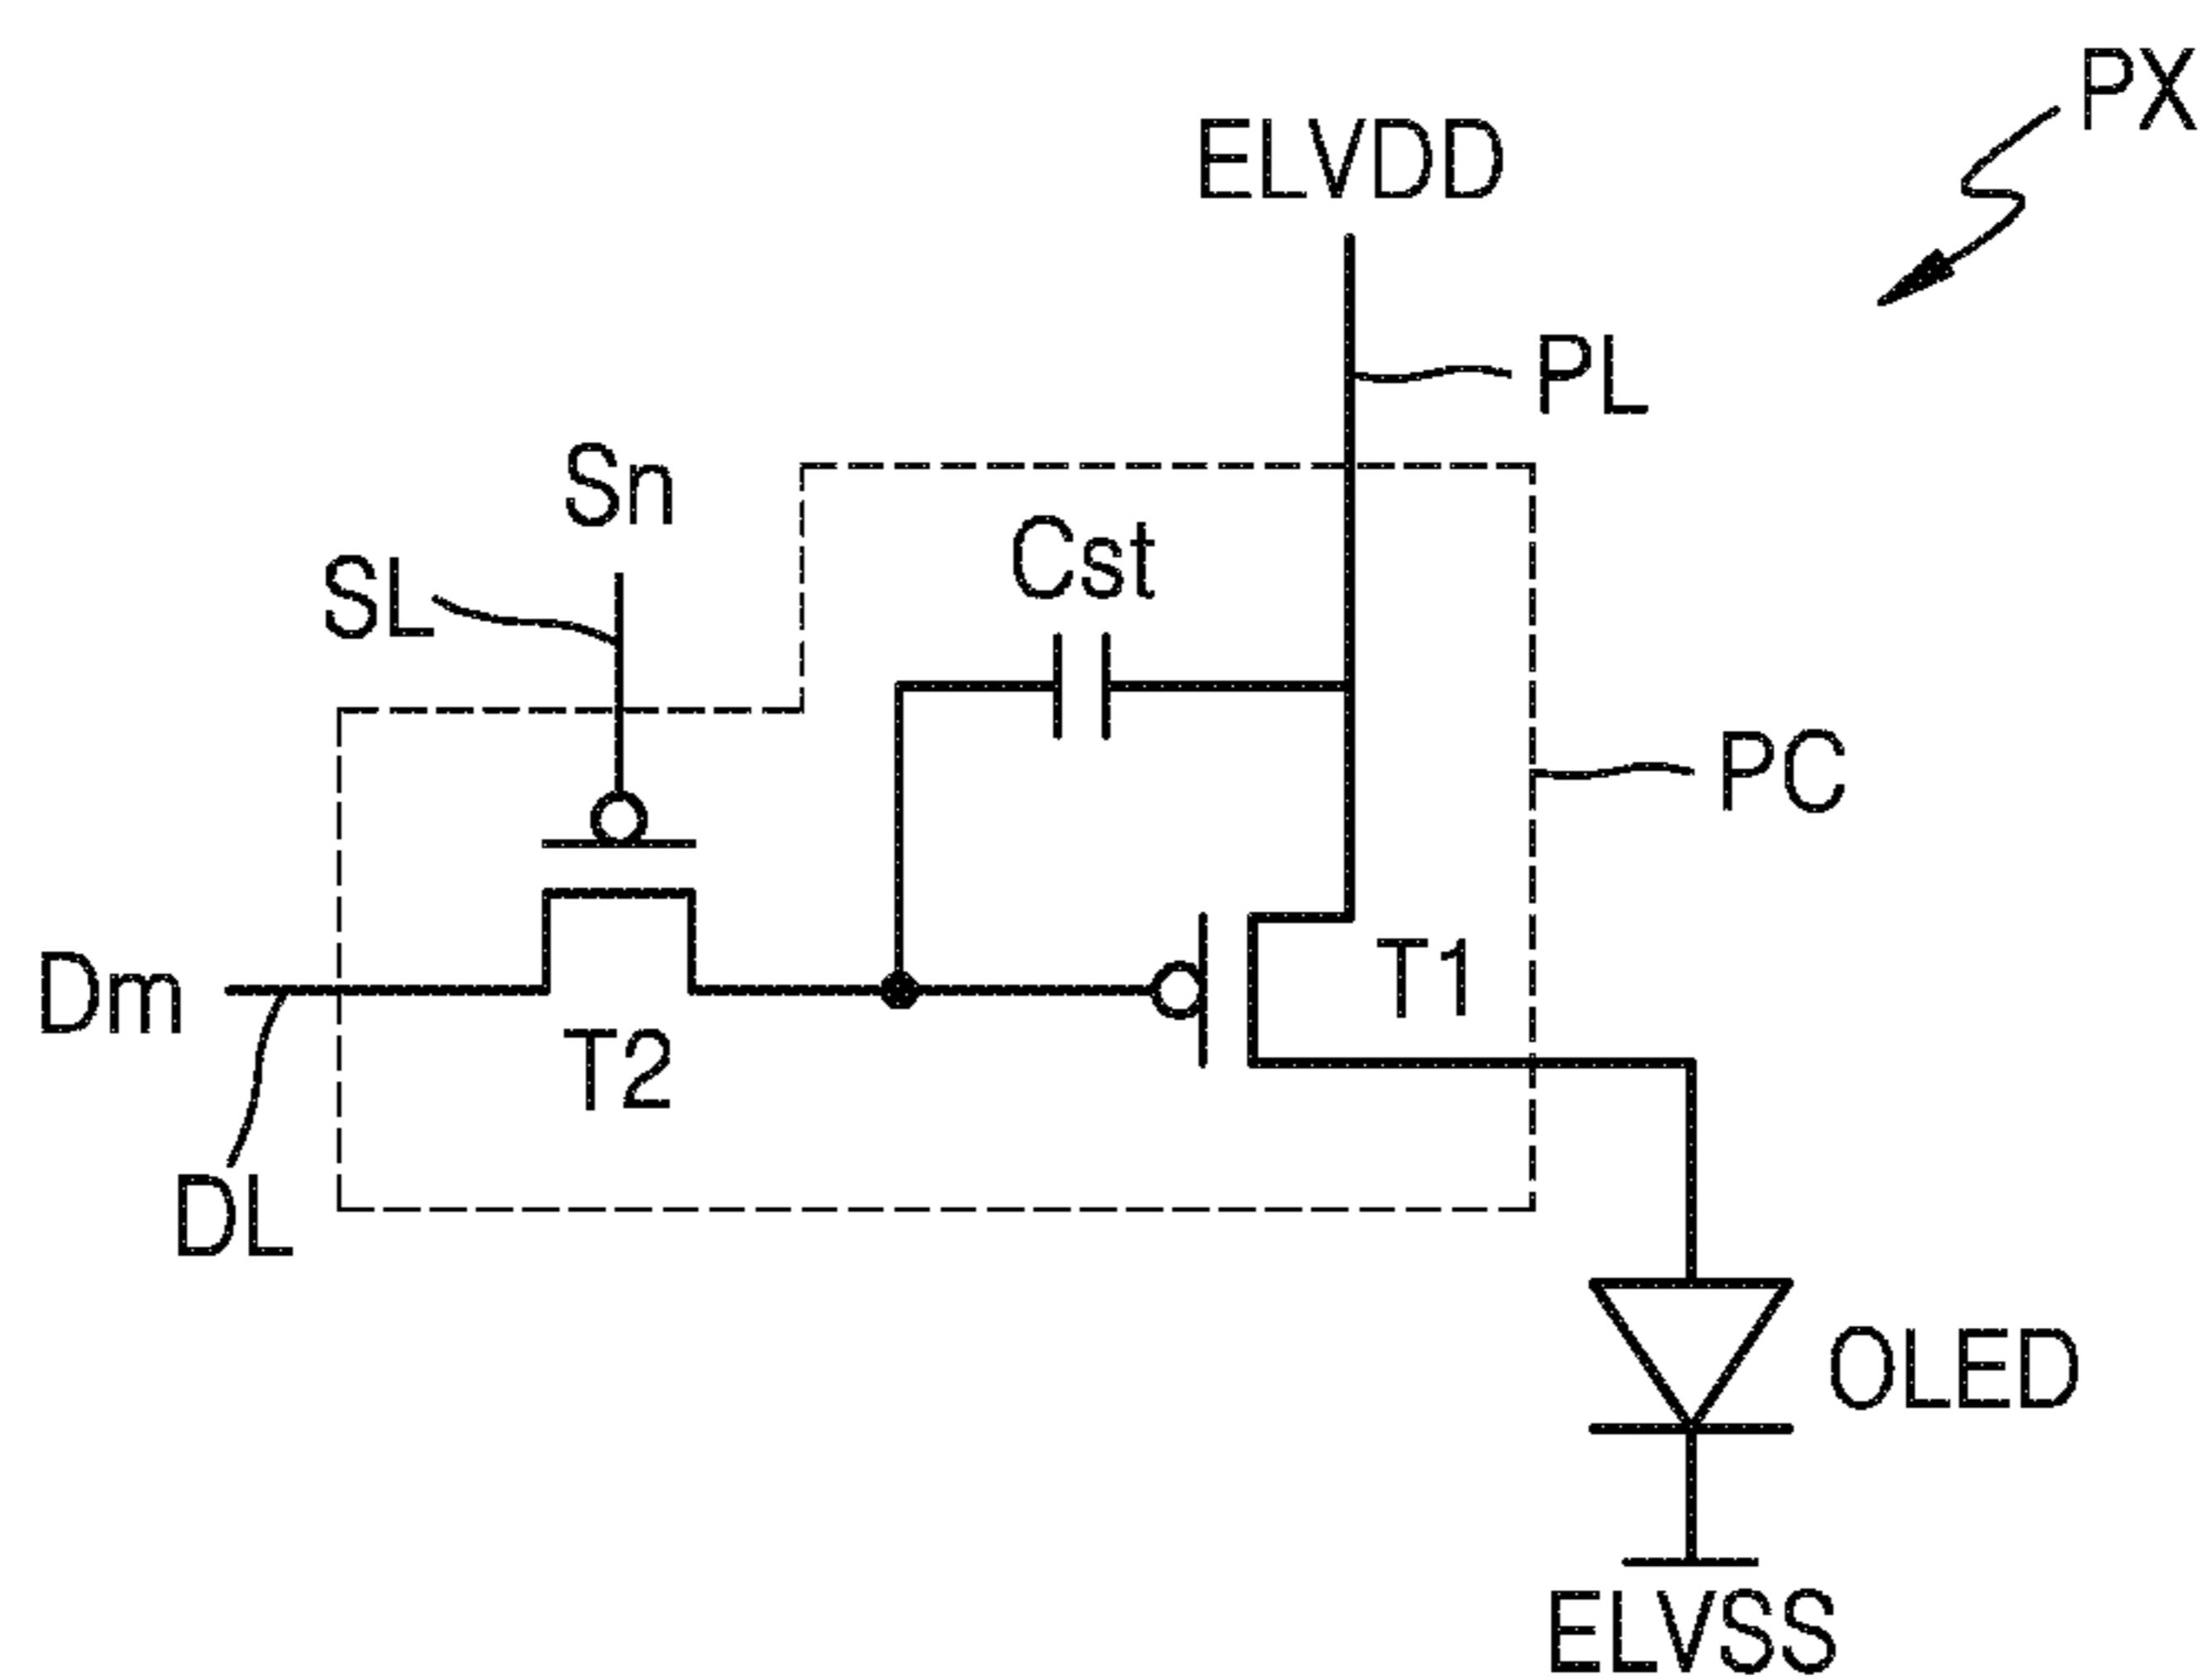 PX
ELVDD
PL
Sn
Cst
SL
PC
Dm
T1
T2
DL
OLED
ELVSS